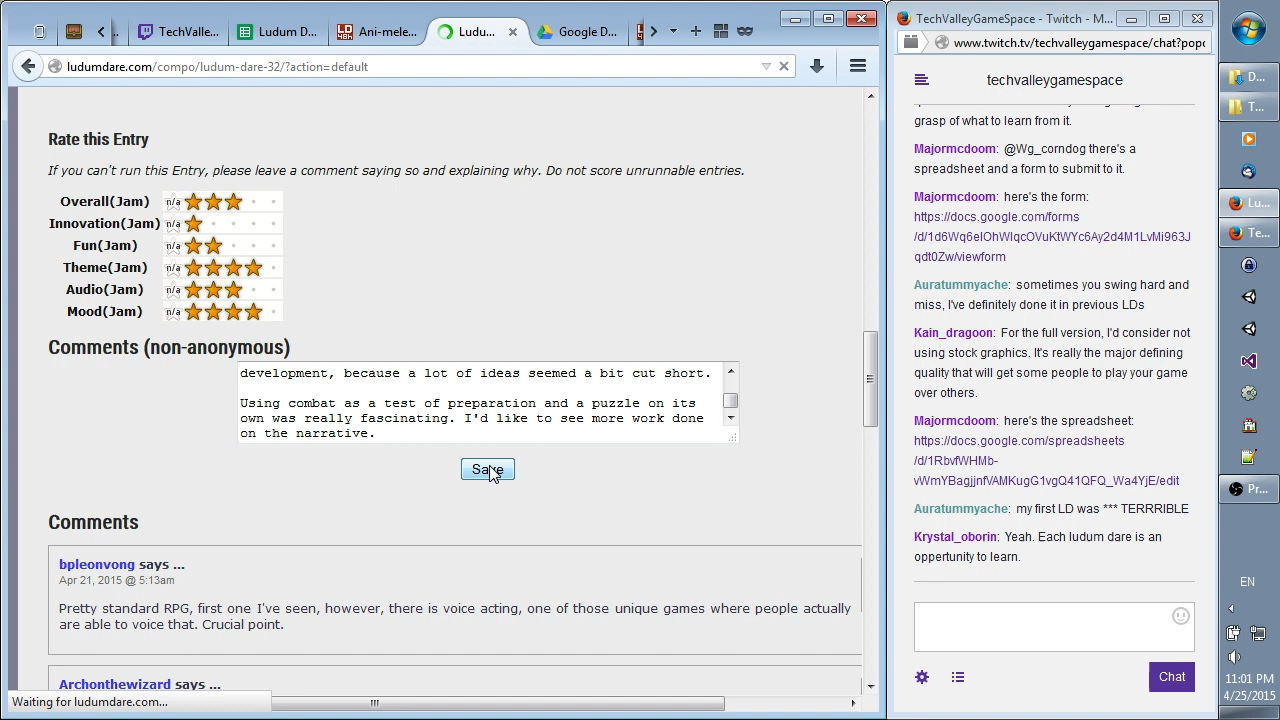 TechValle...
Ludum D...
Ani-mele...
Ludu...
Google D...
ludumdare.com/compo/ludum-dare-32/?action=default
Rate this Entry
If you can't run this Entry, please leave a comment saying so and explaining why. Do not score unrunnable entries.
Overall(Jam) n/a
Innovation(Jam) n/a
Fun(Jam) n/a
Theme(Jam) n/a
Audio(Jam) n/a
Mood(Jam) n/a
Comments (non-anonymous)
development, because a lot of ideas seemed a bit cut short.
Using combat as a test of preparation and a puzzle on its
own was really fascinating. I'd like to see more work done
on the narrative.
Save
Comments
bpleonvong says ...
Apr 21, 2015 @ 5:13am
Pretty standard RPG, first one I've seen, however, there is voice acting, one of those unique games where people actually
are able to voice that. Crucial point.
Archonthewizard says ...
Waiting for ludumdare.com...
TechValleyGameSpace - Twitch - M...
www.twitch.tv/techvalleygamespace/chat?popo
techvalleygamespace
grasp of what to learn from it.
Majormcdoom: @Wg_corndog there's a
spreadsheet and a form to submit to it.
Majormcdoom: here's the form:
https://docs.google.com/forms
/d/1d6Wq6eIOhWIqcOVuKtWYc6Ay2d4M1LvMi963J
qdt0Zw/viewform
Auratummyache: sometimes you swing hard and
miss, I've definitely done it in previous LDs
Kain_dragoon: For the full version, I'd consider not
using stock graphics. It's really the major defining
quality that will get some people to play your game
over others.
Majormcdoom: here's the spreadsheet:
https://docs.google.com/spreadsheets
/d/1RbvfWHMb-
vWmYBagjjnfVAMKugG1vgQ41QFQ_Wa4YjE/edit
Auratummyache: my first LD was *** TERRRIBLE
Krystal_oborin: Yeah. Each ludum dare is an
oppertunity to learn.
Chat
D...
T...
Lu...
Te...
Pr...
EN
11:01 PM
4/25/2015